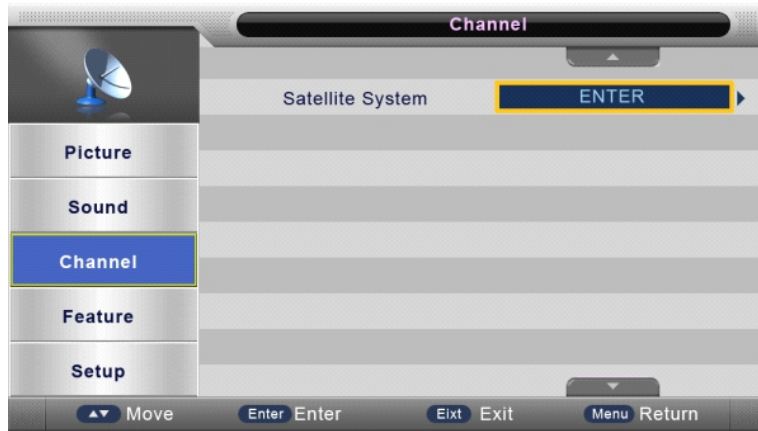 Channel
Satellite System ENTER
Picture
Sound
Channel
Feature
Setup
Move Enter Enter Eixt Exit Menu Return